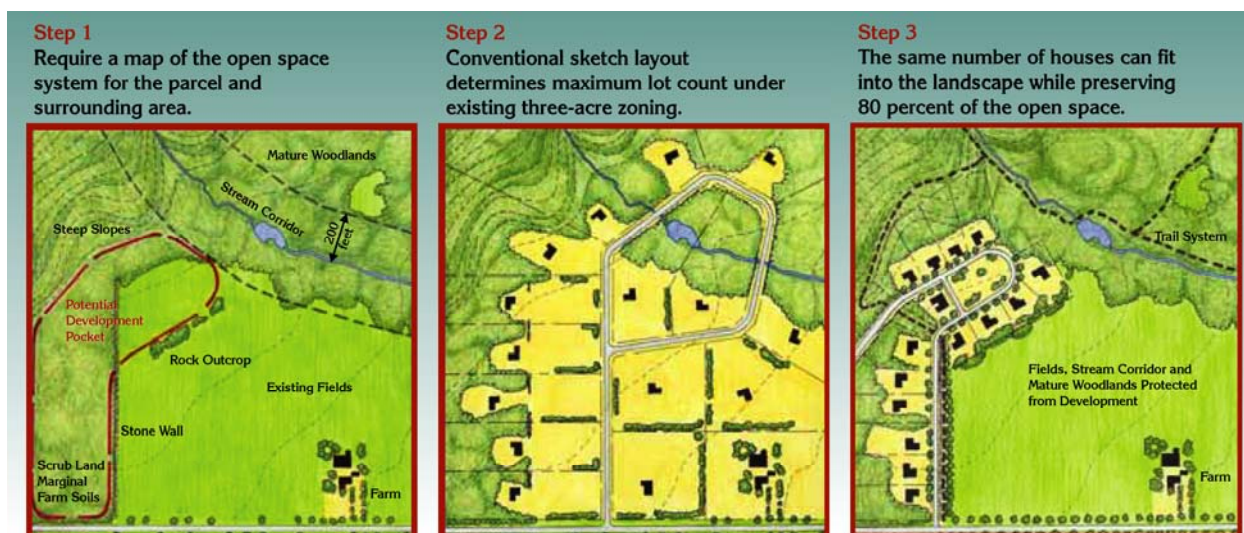 Step 1
Require a map of the open space
system for the parcel and
surrounding area.
Mature Woodlands
Stream Corridor
200
feet
Steep Slopes
Potential
Development
Pocket
Rock Outcrop
Existing Fields
Stone Wall
Scrub Land
Marginal
Farm Soils
Farm
Step 2
Conventional sketch layout
determines maximum lot count under
existing three-acre zoning.
Step 3
The same number of houses can fit
into the landscape while preserving
80 percent of the open space.
Trail System
Fields, Stream Corridor and
Mature Woodlands Protected
from Development
Farm